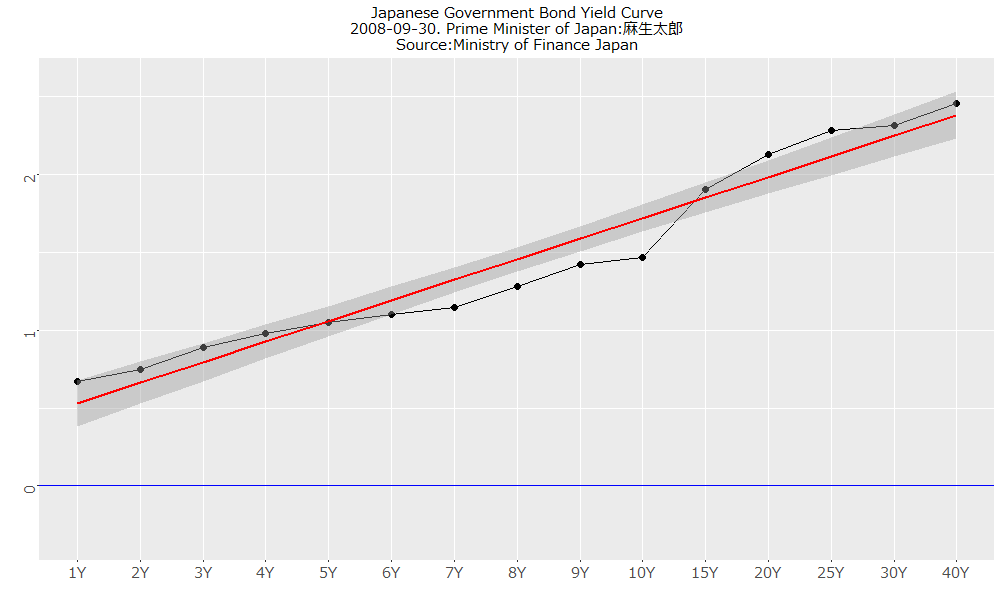 Japanese Government Bond Yield Curve
2008-09-30. Prime Minister of Japan:麻生太郎
Source:Ministry of Finance Japan
2
1
0
1Y 2Y 3Y 4Y 5Y 6Y 7Y 8Y 9Y 10Y 15Y 20Y 25Y 30Y 40Y